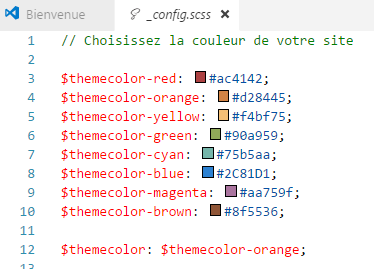 Bienvenue
_config.scss
1 // Choisissez la couleur de votre site
2
3 $themecolor-red: #ac4142;
4 $themecolor-orange: #d28445;
5 $themecolor-yellow: #f4bf75;
6 $themecolor-green: #90a959;
7 $themecolor-cyan: #75b5aa;
8 $themecolor-blue: #2C81D1;
9 $themecolor-magenta: #aa759f;
10 $themecolor-brown: #8f5536;
11
12 $themecolor: $themecolor-orange;